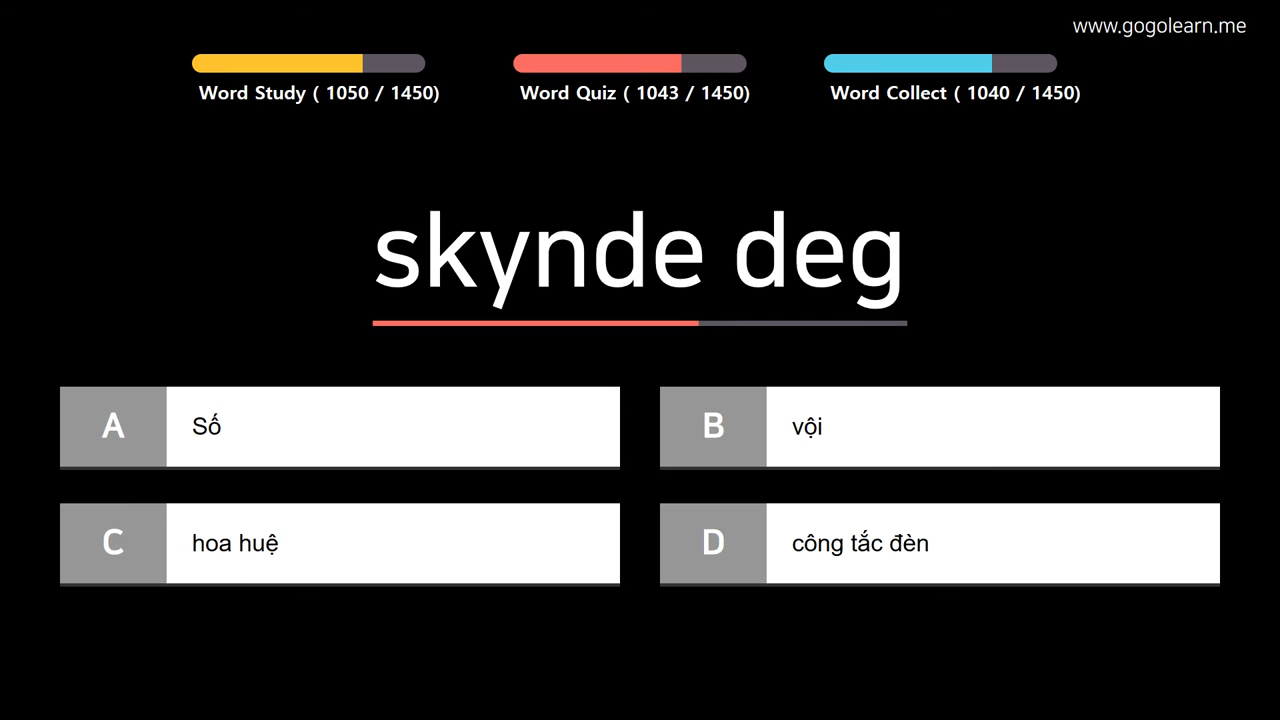 www.gogolearn.me
Word Study ( 1050 / 1450)
Word Quiz ( 1043 / 1450)
Word Collect ( 1040 / 1450)
skynde deg
A Số
B vội
C hoa huệ
D công tắc đèn